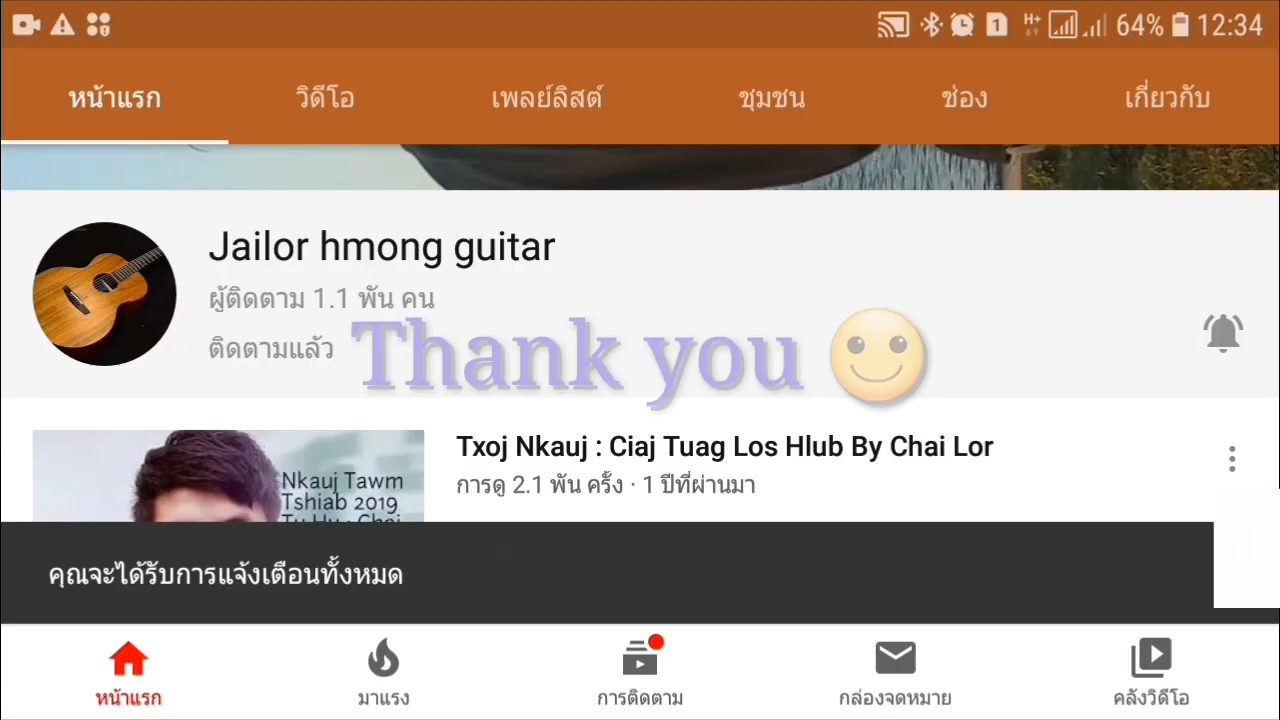 1 H+ 64% 12:34
หน้าแรก วิดีโอ เพลย์ลิสต์ ชุมชน ช่อง เกี่ยวกับ
Jailor hmong guitar
ผู้ติดตาม 1.1 พัน คน
ติดตามแล้ว
Thank you
Txoj Nkauj : Ciaj Tuag Los Hlub By Chai Lor
การดู 2.1 พัน ครั้ง · 1 ปีที่ผ่านมา
Nkauj Tawm
Tshiab 2019
Tu Hu : Chai
คุณจะได้รับการแจ้งเตือนทั้งหมด
หน้าแรก มาแรง การติดตาม กล่องจดหมาย คลังวิดีโอ